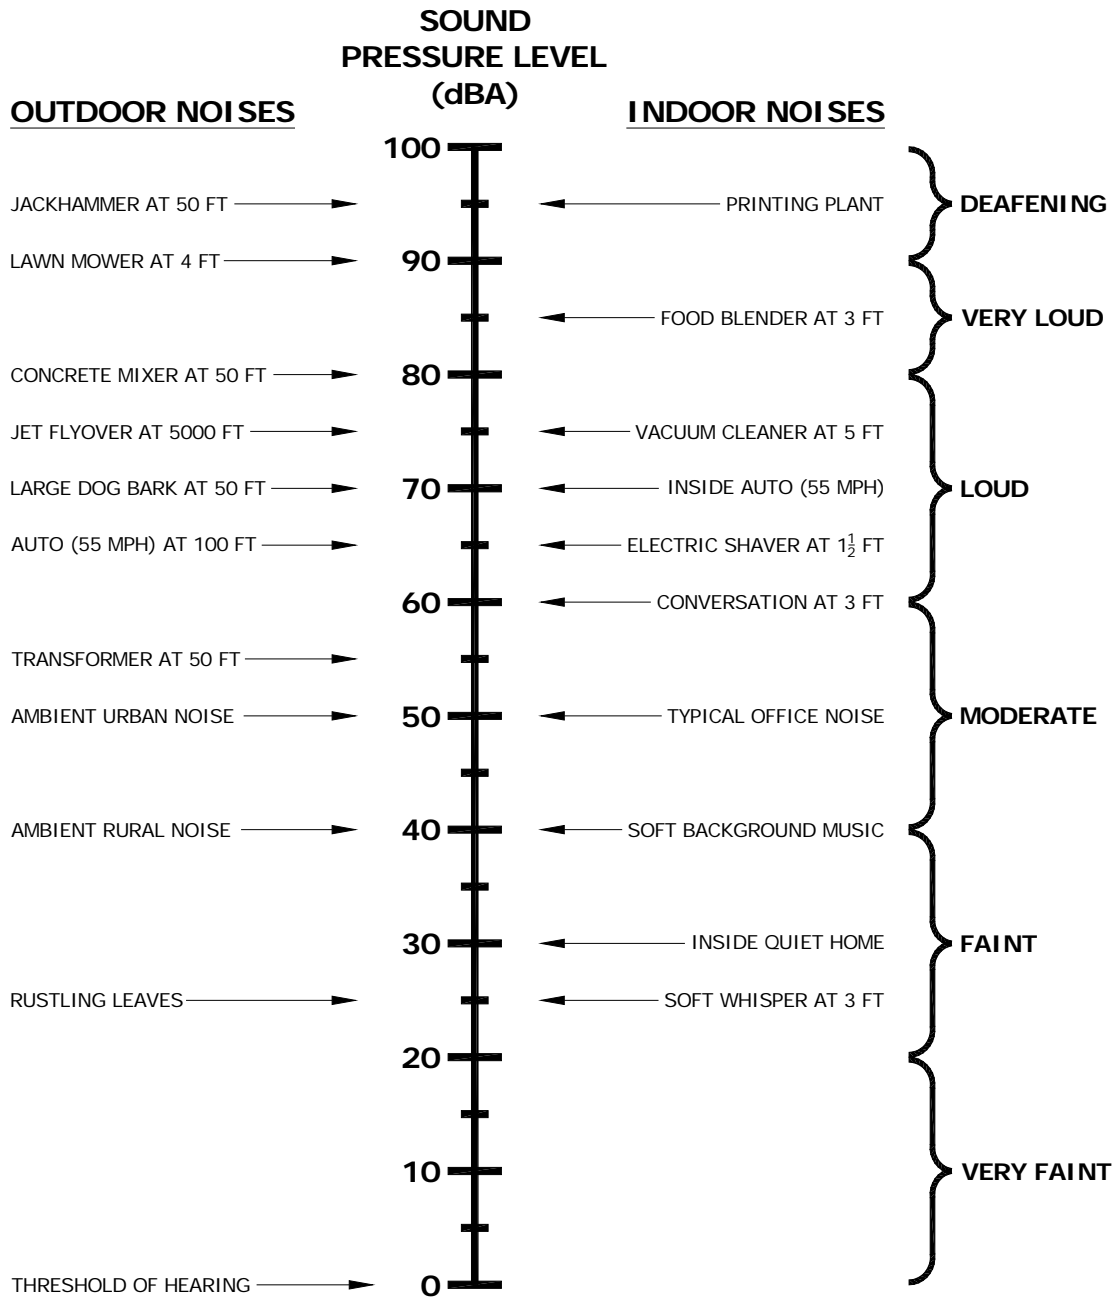 SOUND
PRESSURE LEVEL
(dBA)
OUTDOOR NOISES
INDOOR NOISES
100
JACKHAMMER AT 50 FT
PRINTING PLANT
DEAFENING
LAWN MOWER AT 4 FT
90
FOOD BLENDER AT 3 FT
VERY LOUD
CONCRETE MIXER AT 50 FT
80
JET FLYOVER AT 5000 FT
VACUUM CLEANER AT 5 FT
LARGE DOG BARK AT 50 FT
70
INSIDE AUTO (55 MPH)
LOUD
AUTO (55 MPH) AT 100 FT
ELECTRIC SHAVER AT 1½ FT
60
CONVERSATION AT 3 FT
TRANSFORMER AT 50 FT
AMBIENT URBAN NOISE
50
TYPICAL OFFICE NOISE
MODERATE
AMBIENT RURAL NOISE
40
SOFT BACKGROUND MUSIC
30
INSIDE QUIET HOME
FAINT
RUSTLING LEAVES
SOFT WHISPER AT 3 FT
20
10
VERY FAINT
THRESHOLD OF HEARING
0